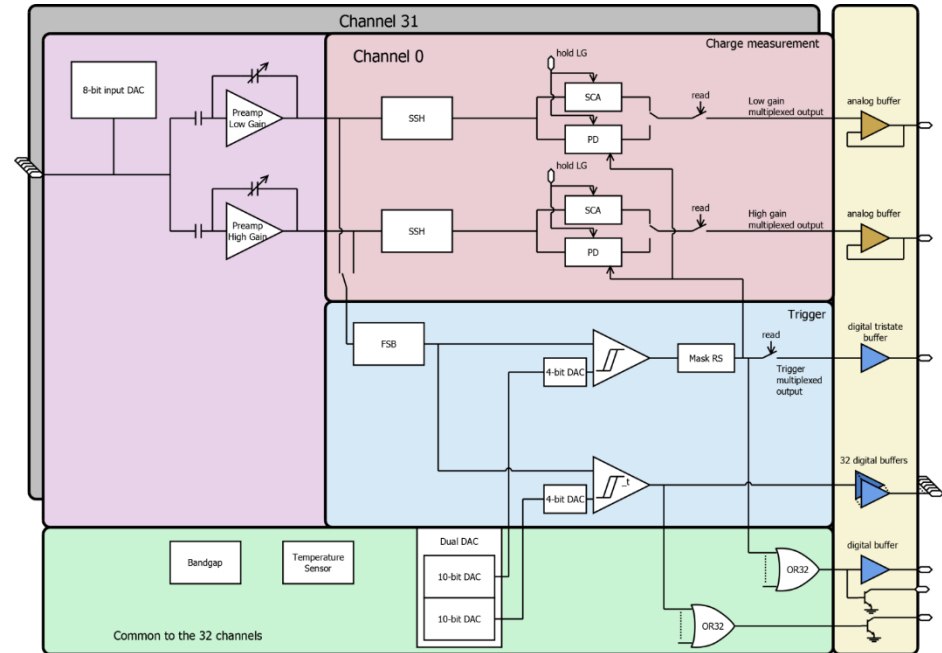 Channel 31
Channel 0
Charge measurement
8-bit input DAC
Preamp
Low Gain
SSH
hold LG
SCA
PD
read
Low gain
multiplexed output
analog buffer
Preamp
High Gain
SSH
hold LG
SCA
PD
read
High gain
multiplexed output
analog buffer
Trigger
FSB
4-bit DAC
Mask RS
read
Trigger
multiplexed
output
digital tristate
buffer
4-bit DAC
_t
32 digital buffers
Bandgap
Temperature
Sensor
Dual DAC
10-bit DAC
10-bit DAC
OR32
digital buffer
OR32
Common to the 32 channels